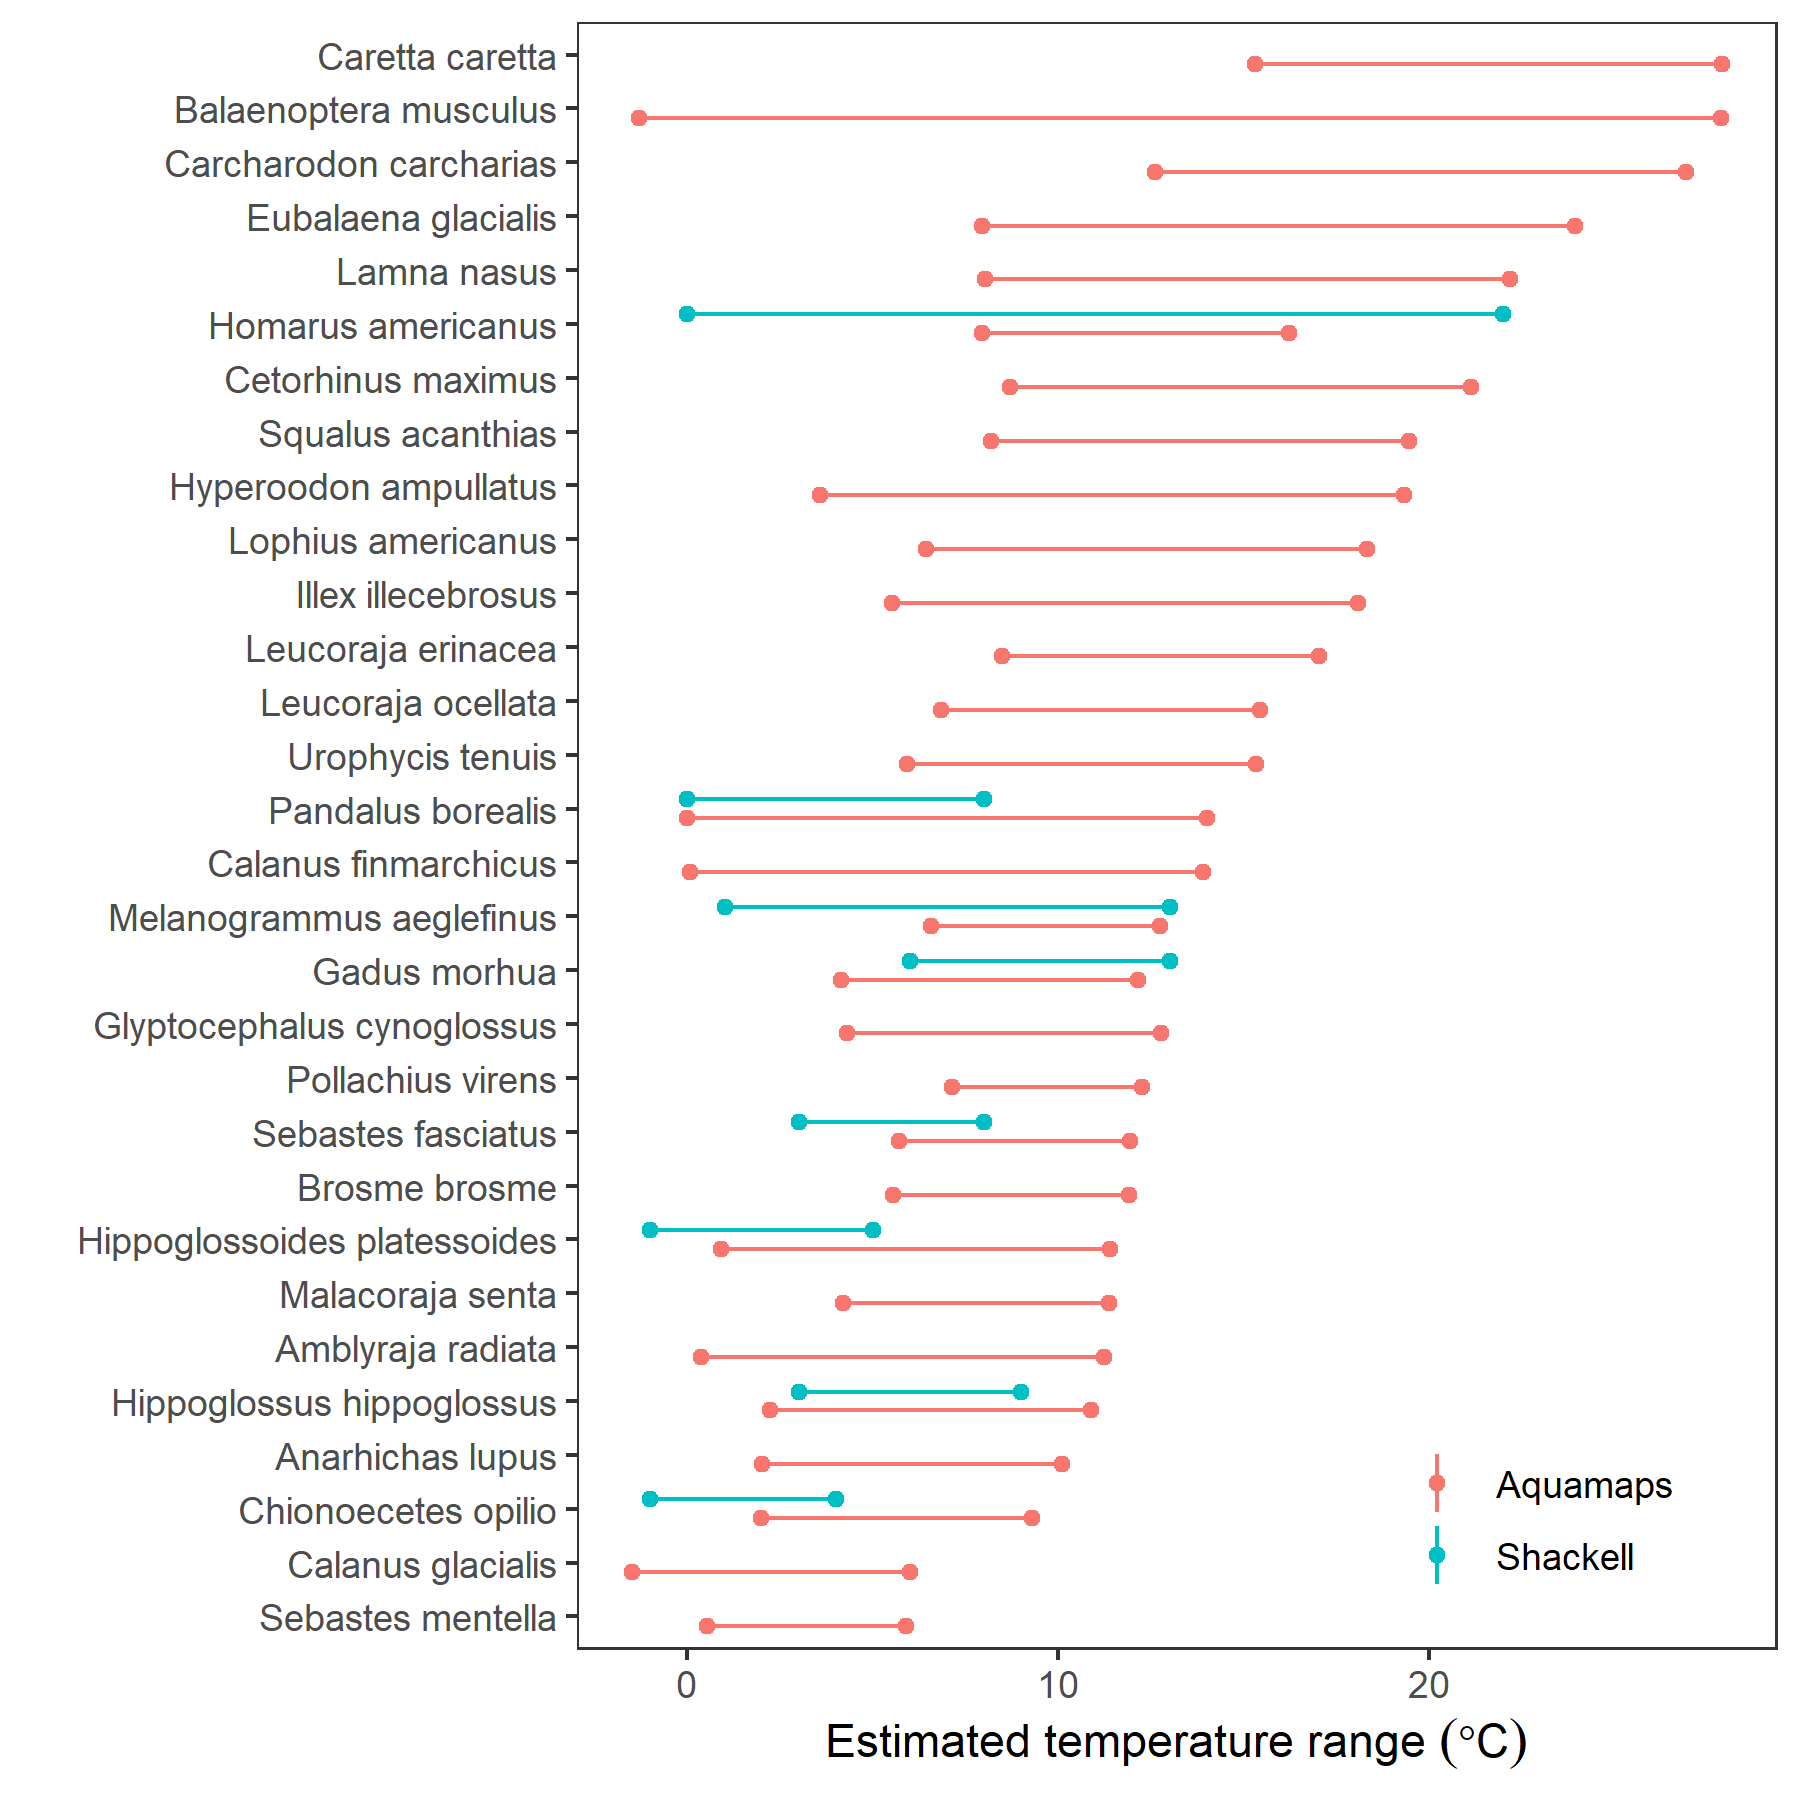 Caretta caretta
Balaenoptera musculus
Carcharodon carcharias
Eubalaena glacialis
Lamna nasus
Homarus americanus
Cetorhinus maximus
Squalus acanthias
Hyperoodon ampullatus
Lophius americanus
Illex illecebrosus
Leucoraja erinacea
Leucoraja ocellata
Urophycis tenuis
Pandalus borealis
Calanus finmarchicus
Melanogrammus aeglefinus
Gadus morhua
Glyptocephalus cynoglossus
Pollachius virens
Sebastes fasciatus
Brosme brosme
Hippoglossoides platessoides
Malacoraja senta
Amblyraja radiata
Hippoglossus hippoglossus
Anarhichas lupus
Chionoecetes opilio
Calanus glacialis
Sebastes mentella
Aquamaps
Shackell
0 10 20
Estimated temperature range (°C)